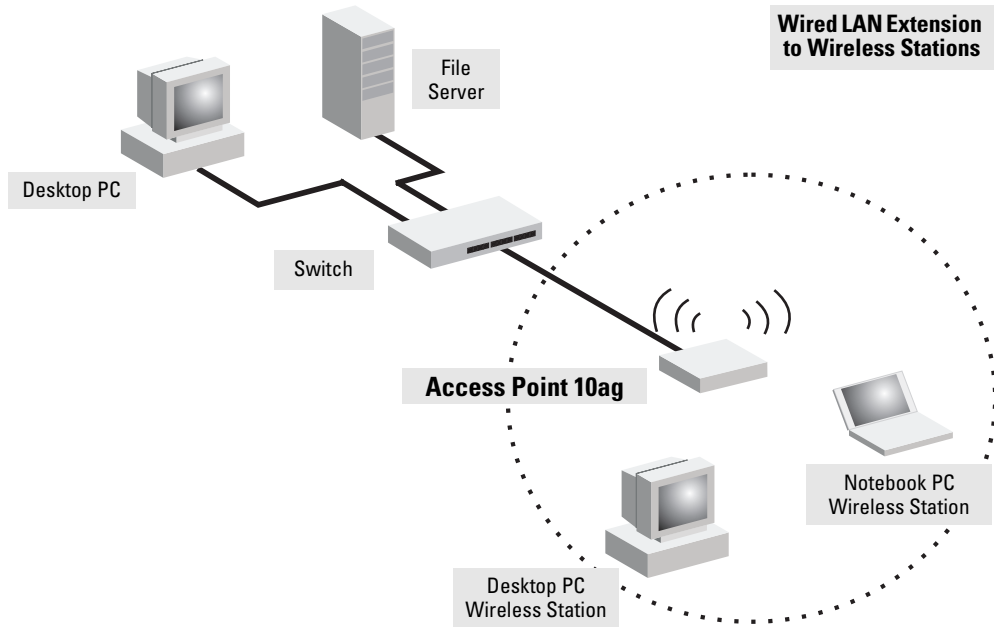 Wired LAN Extension
to Wireless Stations
File
Server
Desktop PC
Switch
Access Point 10ag
Notebook PC
Wireless Station
Desktop PC
Wireless Station